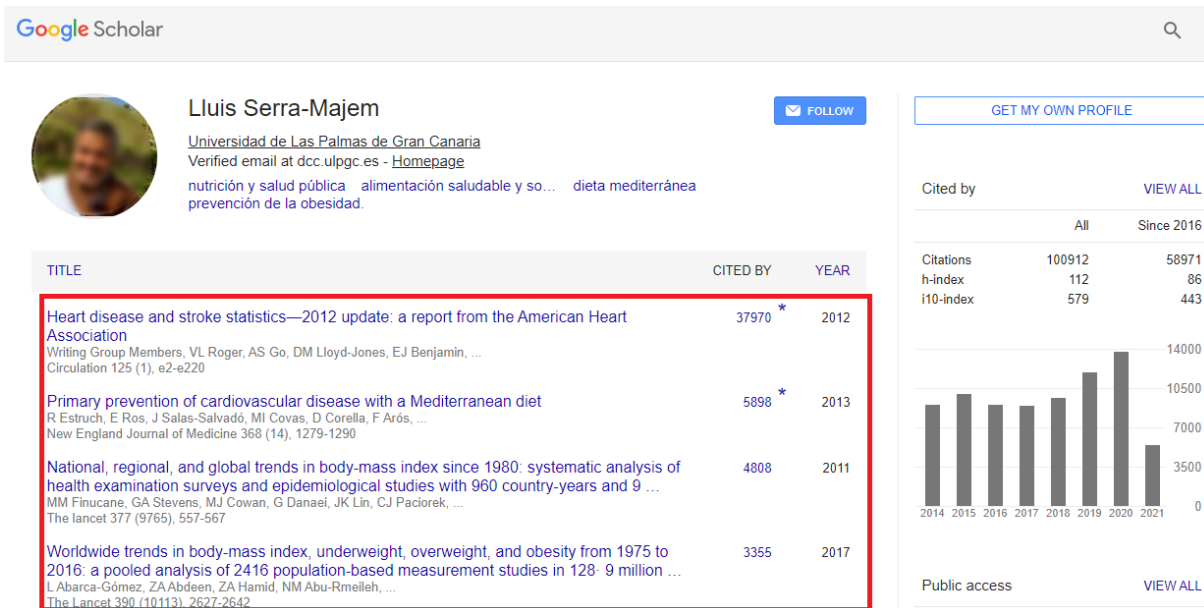 Google Scholar
Lluis Serra-Majem
FOLLOW
Universidad de Las Palmas de Gran Canaria
Verified email at dcc.ulpgc.es - Homepage
nutrición y salud pública alimentación saludable y so… dieta mediterránea
prevención de la obesidad.
TITLE CITED BY YEAR
Heart disease and stroke statistics—2012 update: a report from the American Heart 37970 * 2012
Association
Writing Group Members, VL Roger, AS Go, DM Lloyd-Jones, EJ Benjamin, ...
Circulation 125 (1), e2-e220
Primary prevention of cardiovascular disease with a Mediterranean diet 5898 * 2013
R Estruch, E Ros, J Salas-Salvadó, MI Covas, D Corella, F Arós, ...
New England Journal of Medicine 368 (14), 1279-1290
National, regional, and global trends in body-mass index since 1980: systematic analysis of 4808 2011
health examination surveys and epidemiological studies with 960 country-years and 9 …
MM Finucane, GA Stevens, MJ Cowan, G Danaei, JK Lin, CJ Paciorek, ...
The lancet 377 (9765), 557-567
Worldwide trends in body-mass index, underweight, overweight, and obesity from 1975 to 3355 2017
2016: a pooled analysis of 2416 population-based measurement studies in 128· 9 million …
L Abarca-Gómez, ZA Abdeen, ZA Hamid, NM Abu-Rmeileh, ...
The Lancet 390 (10113), 2627-2642
GET MY OWN PROFILE
Cited by VIEW ALL
All Since 2016
Citations 100912 58971
h-index 112 86
i10-index 579 443
14000
10500
7000
3500
0
2014 2015 2016 2017 2018 2019 2020 2021
Public access VIEW ALL